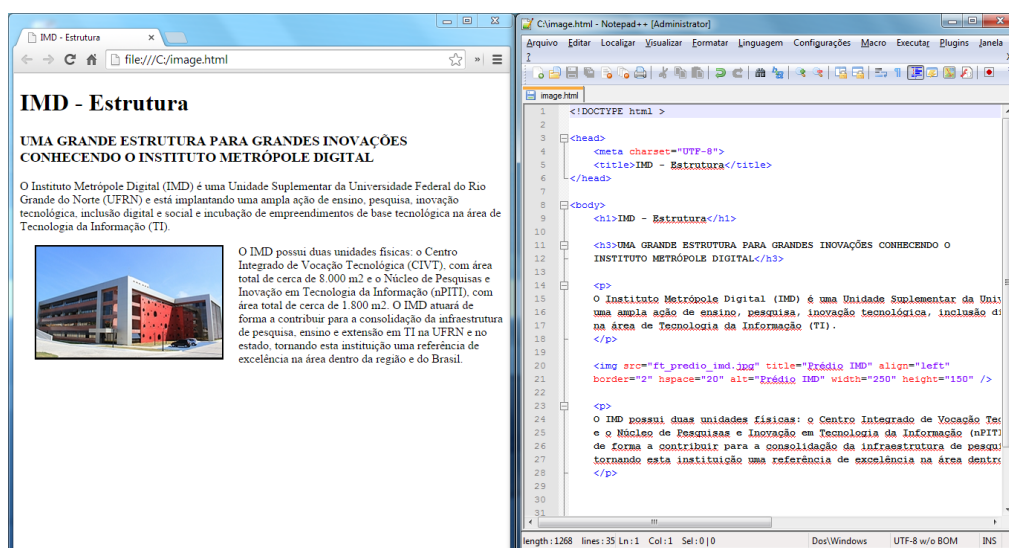 IMD - Estrutura
file:///C:/image.html
IMD - Estrutura
UMA GRANDE ESTRUTURA PARA GRANDES INOVAÇÕES
CONHECENDO O INSTITUTO METRÓPOLE DIGITAL
O Instituto Metrópole Digital (IMD) é uma Unidade Suplementar da Universidade Federal do Rio
Grande do Norte (UFRN) e está implantando uma ampla ação de ensino, pesquisa, inovação
tecnológica, inclusão digital e social e incubação de empreendimentos de base tecnológica na área de
Tecnologia da Informação (TI).
O IMD possui duas unidades físicas: o Centro
Integrado de Vocação Tecnológica (CIVT), com área
total de cerca de 8.000 m2 e o Núcleo de Pesquisas e
Inovação em Tecnologia da Informação (nPITI), com
área total de cerca de 1.800 m2. O IMD atuará de
forma a contribuir para a consolidação da infraestrutura
de pesquisa, ensino e extensão em TI na UFRN e no
estado, tornando esta instituição uma referência de
excelência na área dentro da região e do Brasil.
C:\image.html - Notepad++ [Administrator]
Arquivo Editar Localizar Visualizar Formatar Linguagem Configurações Macro Executar Plugins Janela
?
image.html
1 <!DOCTYPE html >
2
3 <head>
4 <meta charset="UTF-8">
5 <title>IMD - Estrutura</title>
6 </head>
7
8 <body>
9 <h1>IMD - Estrutura</h1>
10
11 <h3>UMA GRANDE ESTRUTURA PARA GRANDES INOVAÇÕES CONHECENDO O
12 INSTITUTO METRÓPOLE DIGITAL</h3>
13
14 <p>
15 O Instituto Metrópole Digital (IMD) é uma Unidade Suplementar da Univ
16 uma ampla ação de ensino, pesquisa, inovação tecnológica, inclusão di
17 na área de Tecnologia da Informação (TI).
18 </p>
19
20 <img src="ft_predio_imd.jpg" title="Prédio IMD" align="left"
21 border="2" hspace="20" alt="Prédio IMD" width="250" height="150" />
22
23 <p>
24 O IMD possui duas unidades físicas: o Centro Integrado de Vocação Tec
25 e o Núcleo de Pesquisas e Inovação em Tecnologia da Informação (nPITI
26 de forma a contribuir para a consolidação da infraestrutura de pesqui
27 tornando esta instituição uma referência de excelência na área dentro
28 </p>
29
30
31
length : 1268 lines : 35 Ln : 1 Col : 1 Sel : 0 | 0 Dos\Windows UTF-8 w/o BOM INS